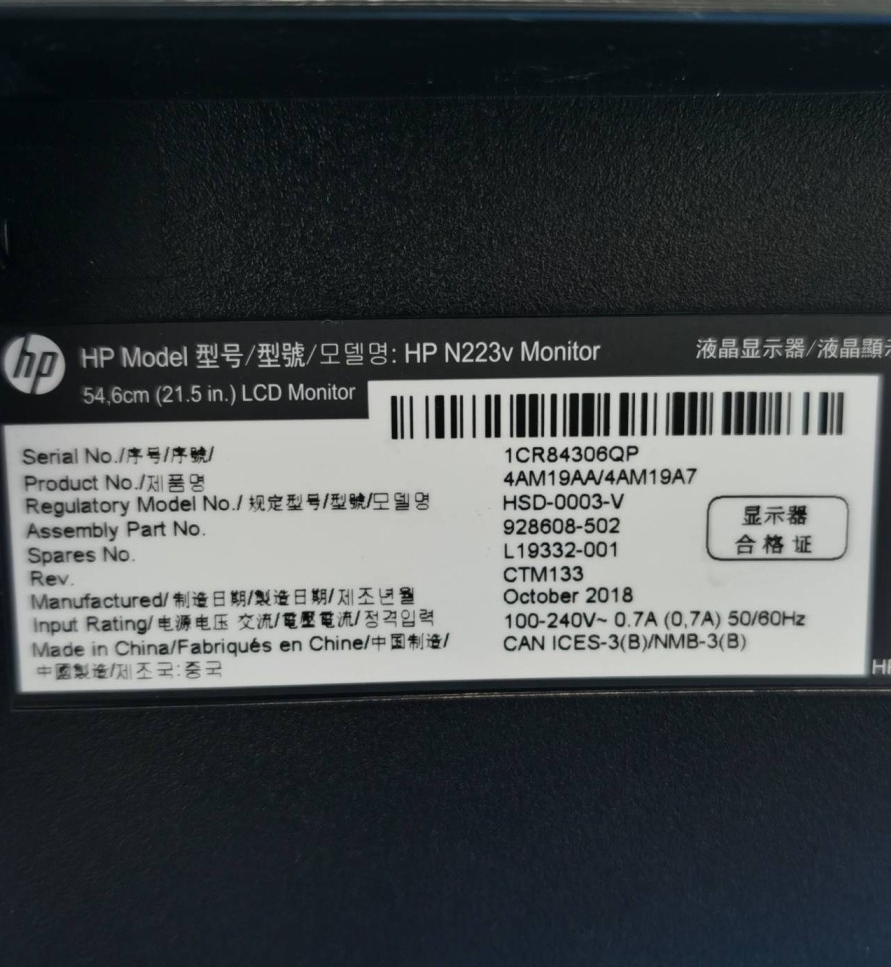 hp
HP Model 型号/型號/모델명: HP N223v Monitor
液晶显示器/液晶顯示
54,6cm (21.5 in.) LCD Monitor
Serial No./序号/序號/ 1CR84306QP
Product No./제품명 4AM19AA/4AM19A7
Regulatory Model No./ 规定型号/型號/모델명 HSD-0003-V
Assembly Part No. 928608-502
显示器
合格证
Spares No. L19332-001
Rev. CTM133
Manufactured/ 制造日期/製造日期/제조년월 October 2018
Input Rating/ 电源电压 交流/電壓電流/정격입력 100-240V~ 0.7A (0,7A) 50/60Hz
Made in China/Fabriqués en Chine/中国制造/ CAN ICES-3(B)/NMB-3(B)
中國製造/제조국:중국